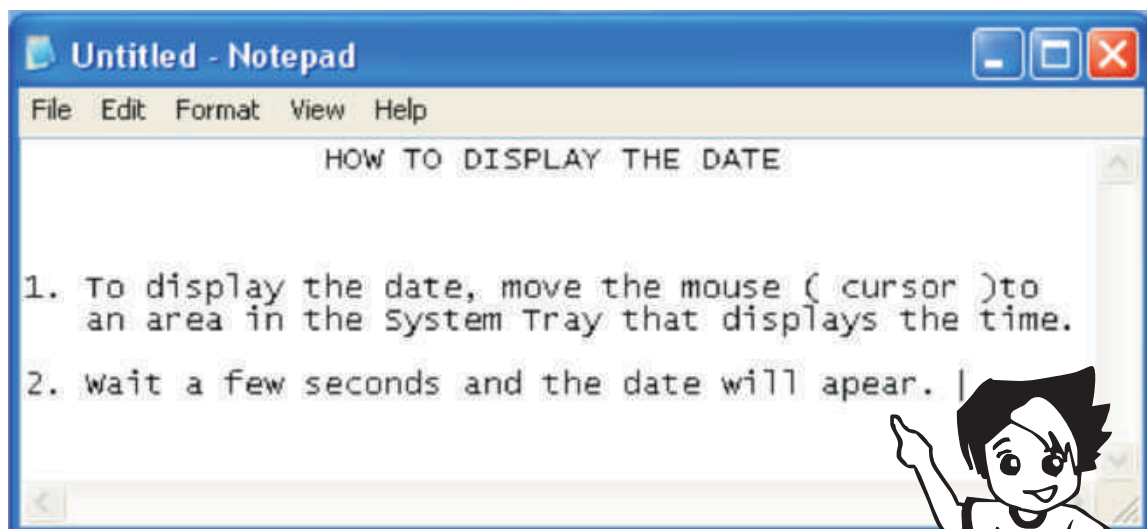 Untitled - Notepad
File Edit Format View Help
HOW TO DISPLAY THE DATE
1. To display the date, move the mouse ( cursor )to
an area in the System Tray that displays the time.
2. Wait a few seconds and the date will apear.